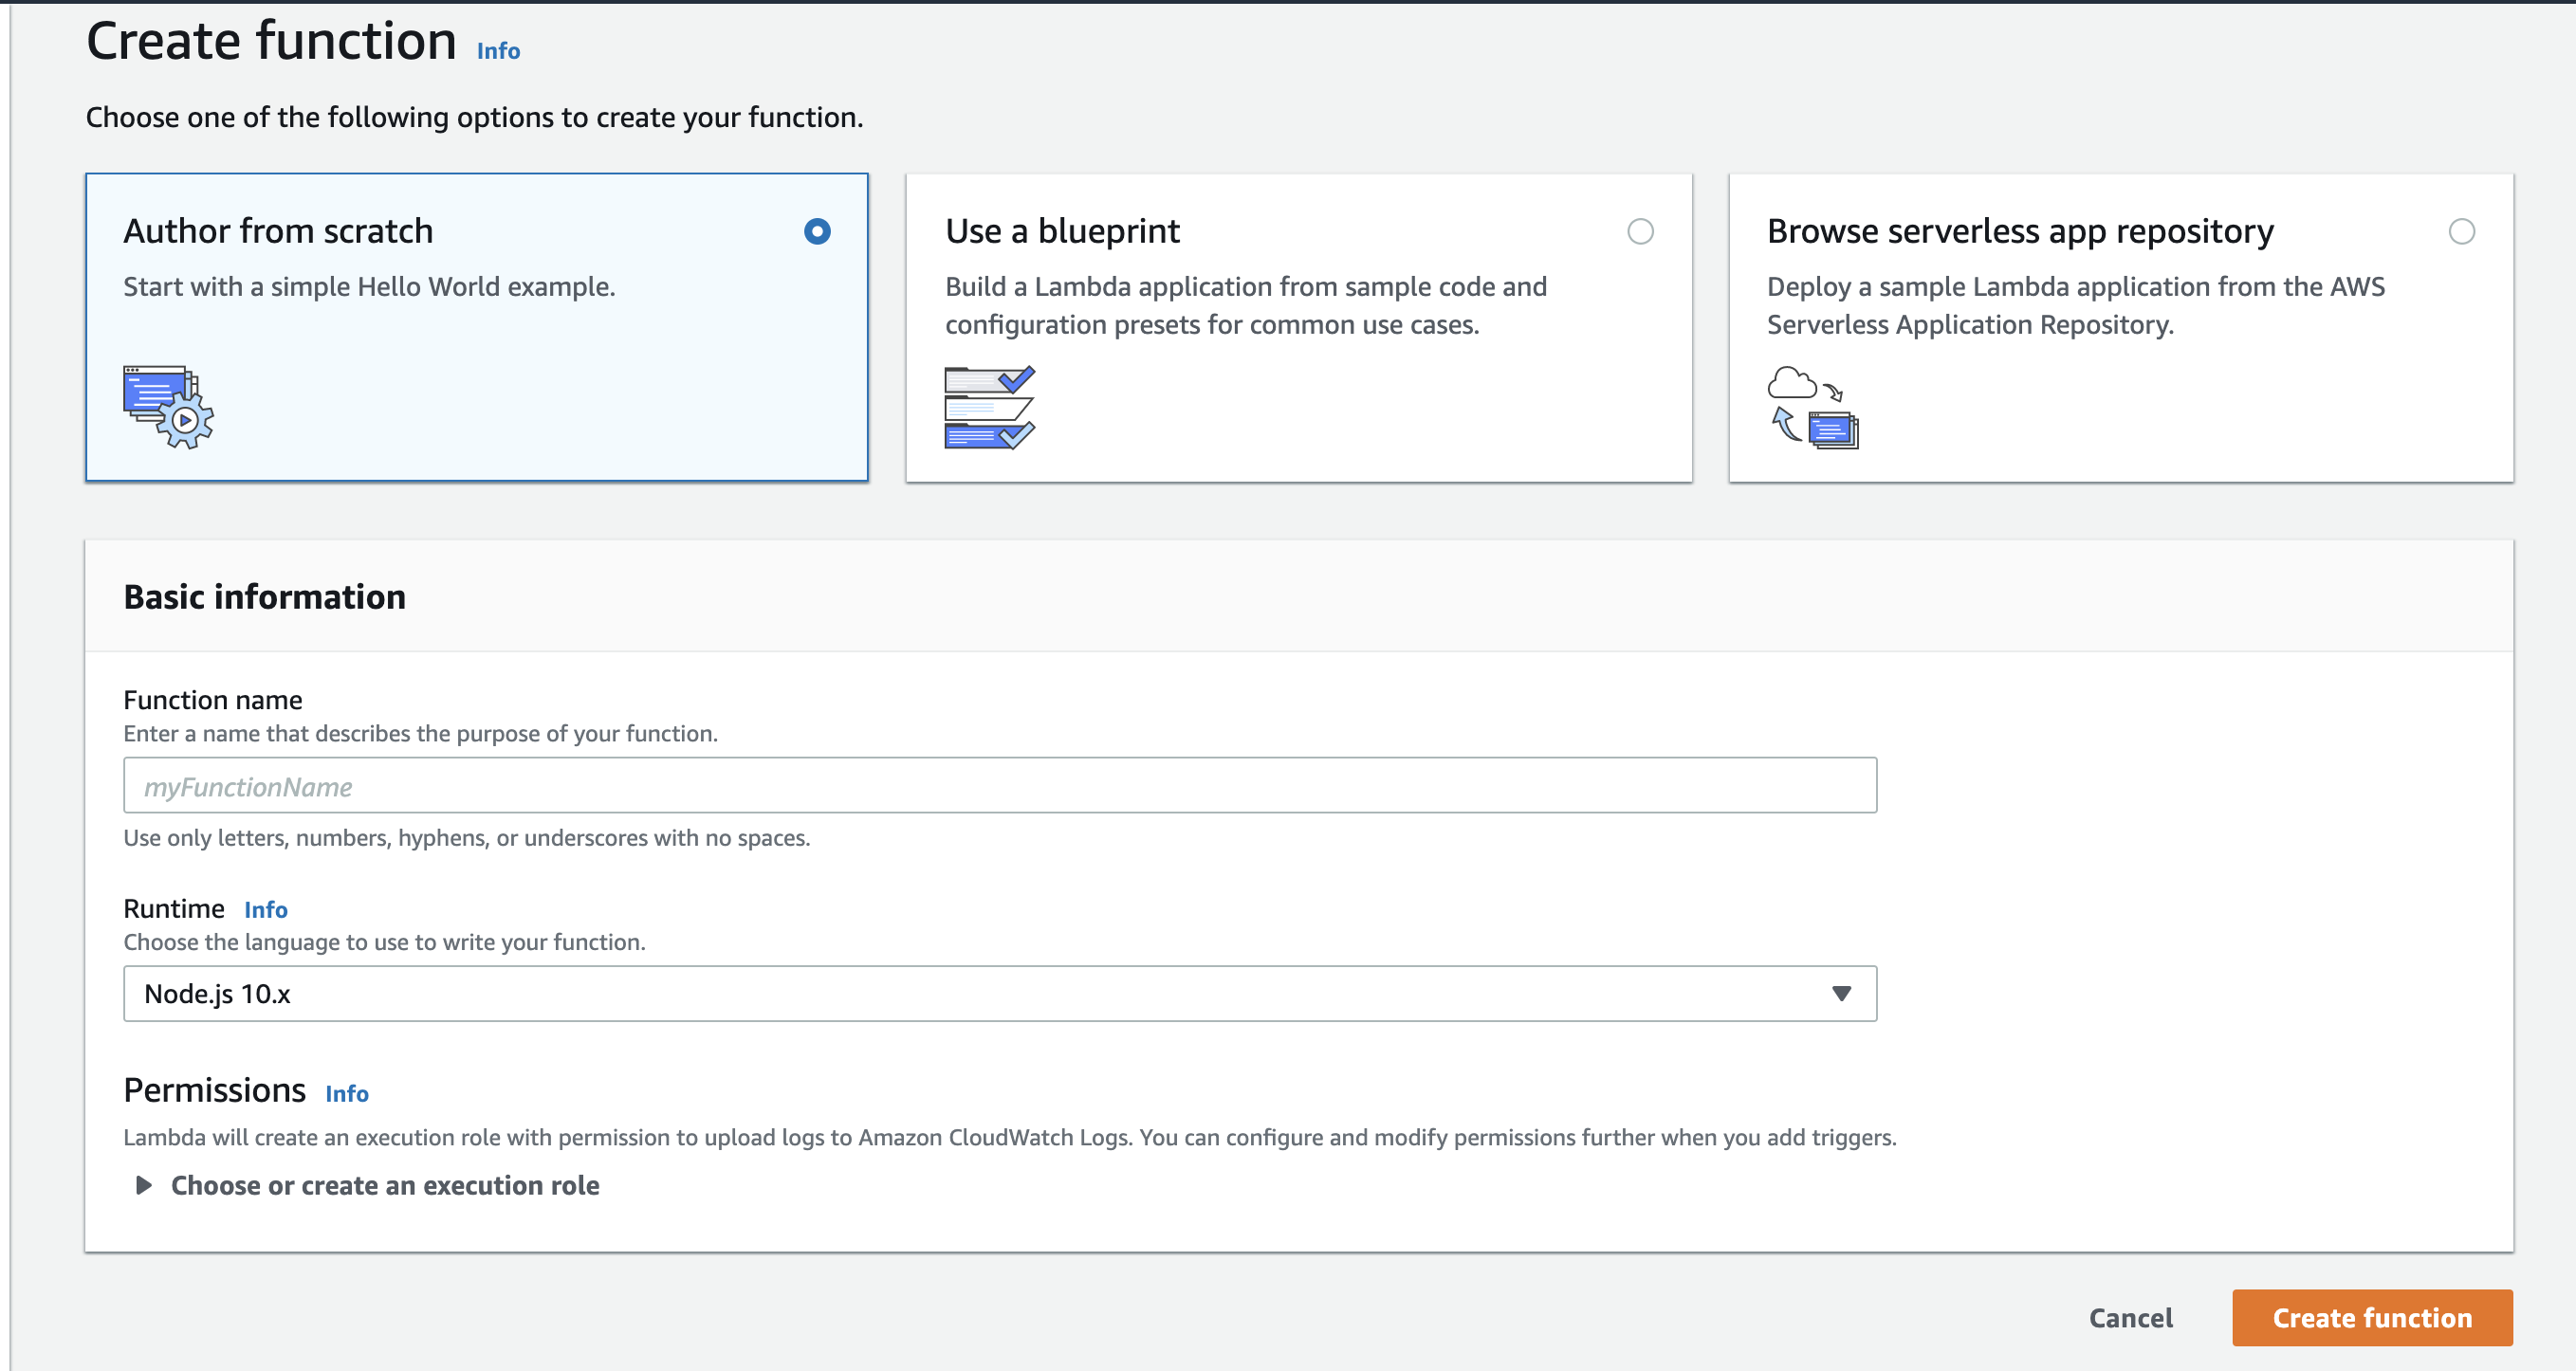 Create function Info
Choose one of the following options to create your function.
Author from scratch
Start with a simple Hello World example.
Use a blueprint
Build a Lambda application from sample code and
configuration presets for common use cases.
Browse serverless app repository
Deploy a sample Lambda application from the AWS
Serverless Application Repository.
Basic information
Function name
Enter a name that describes the purpose of your function.
myFunctionName
Use only letters, numbers, hyphens, or underscores with no spaces.
Runtime Info
Choose the language to use to write your function.
Node.js 10.x
Permissions Info
Lambda will create an execution role with permission to upload logs to Amazon CloudWatch Logs. You can configure and modify permissions further when you add triggers.
Choose or create an execution role
Cancel
Create function